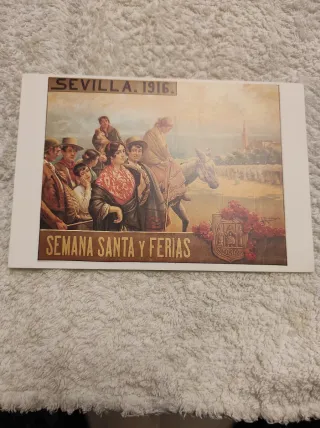 SEVILLA. 1916.
SEMANA SANTA Y FERIAS